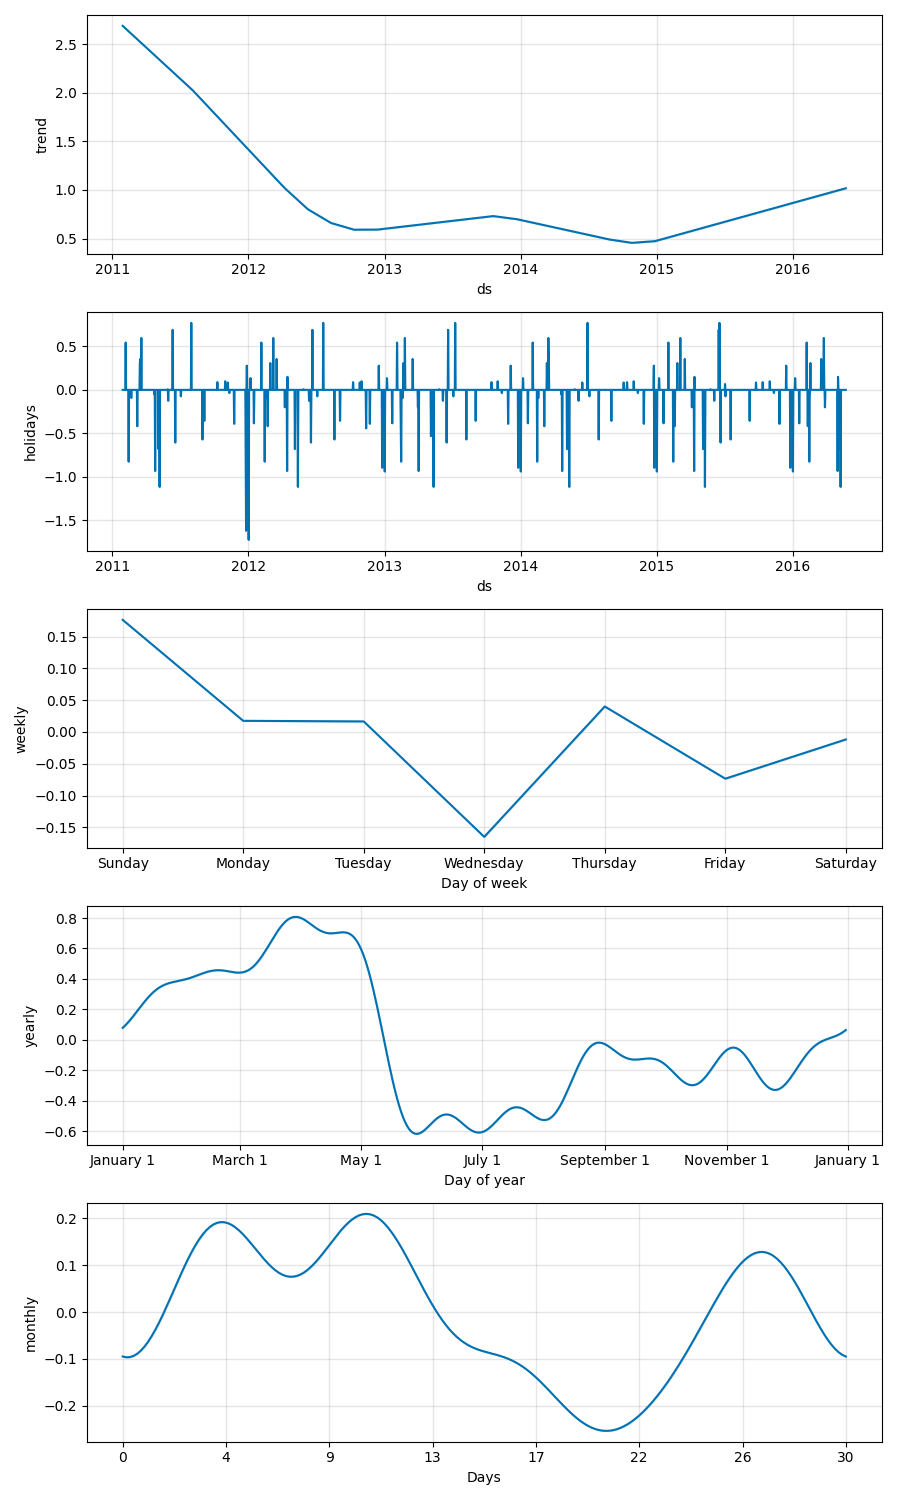 2.5
2.0
1.5
1.0
0.5
trend
2011 2012 2013 2014 2015 2016
ds
0.5
0.0
−0.5
−1.0
−1.5
holidays
2011 2012 2013 2014 2015 2016
ds
0.15
0.10
0.05
0.00
−0.05
−0.10
−0.15
weekly
Sunday Monday Tuesday Wednesday Thursday Friday Saturday
Day of week
0.8
0.6
0.4
0.2
0.0
−0.2
−0.4
−0.6
yearly
January 1 March 1 May 1 July 1 September 1 November 1 January 1
Day of year
0.2
0.1
0.0
−0.1
−0.2
monthly
0 4 9 13 17 22 26 30
Days